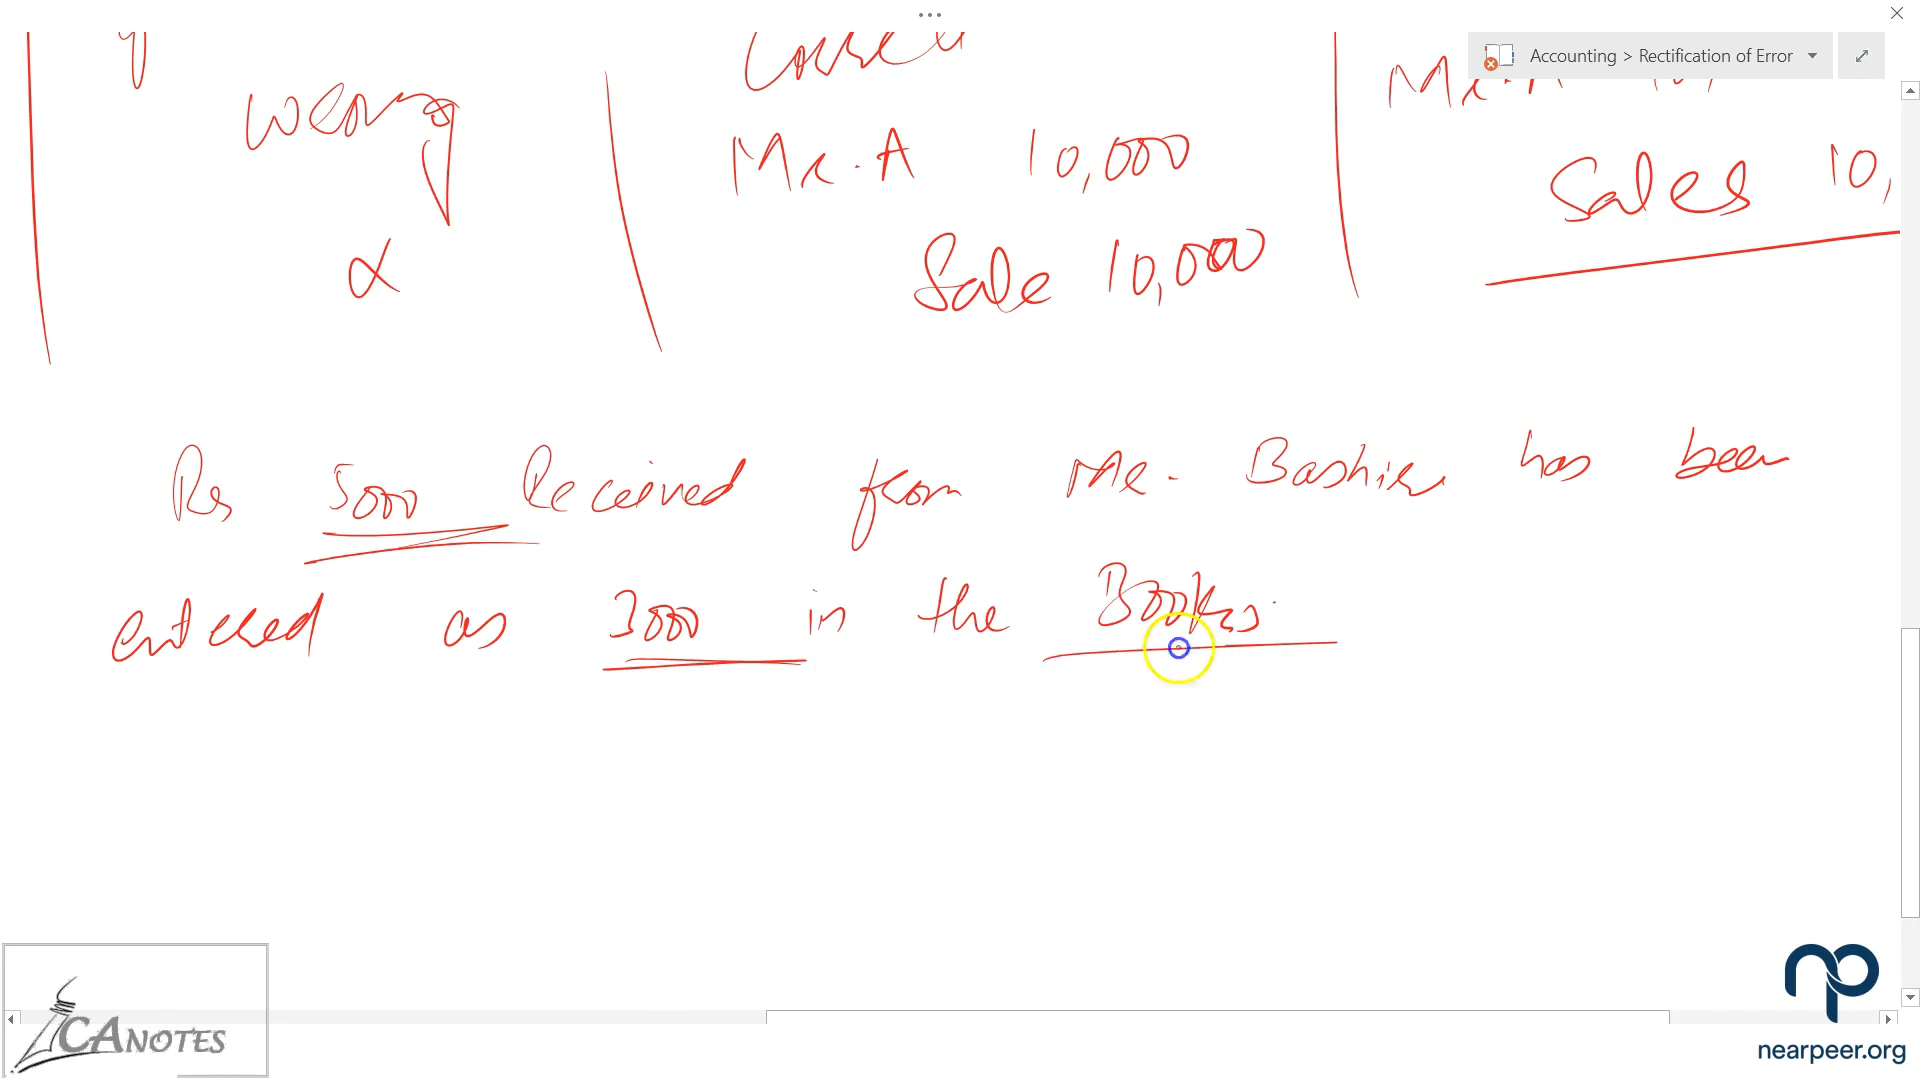 Accounting > Rectification of Error
Wrong
Mr. A 10,000
Sale 10,000
Sales 10,
Rs 5000 Received from Mr. Bashir has been
entered as 3000 in the Books.
CANOTES
nearpeer.org